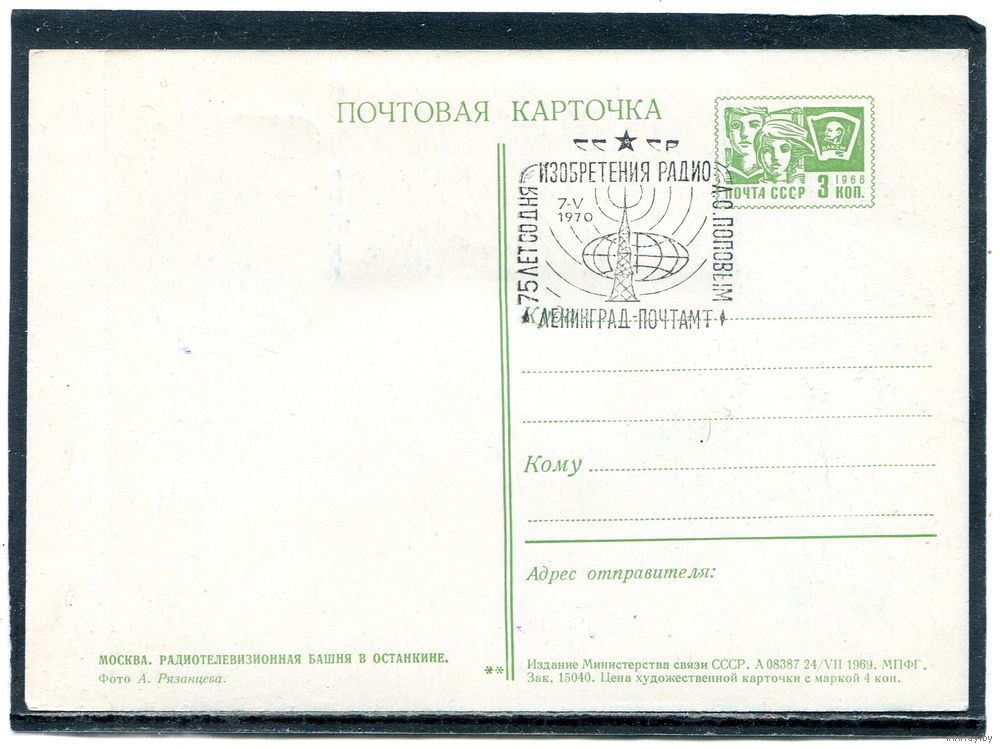 ПОЧТОВАЯ КАРТОЧКА
СССР
ИЗОБРЕТЕНИЯ РАДИО
А.С.ПОПОВЫМ
75 ЛЕТ СО ДНЯ
7-V
1970
ЛЕНИНГРАД-ПОЧТАМТ
ВЛКСМ
1966
ПОЧТА СССР 3 КОП.
Куда
Кому
Адрес отправителя:
МОСКВА. РАДИОТЕЛЕВИЗИОННАЯ БАШНЯ В ОСТАНКИНЕ.
Фото А. Рязанцева.
**
Издание Министерства связи СССР. А 08387 24/VII 1969. МПФГ.
Зак. 15040. Цена художественной карточки с маркой 4 коп.